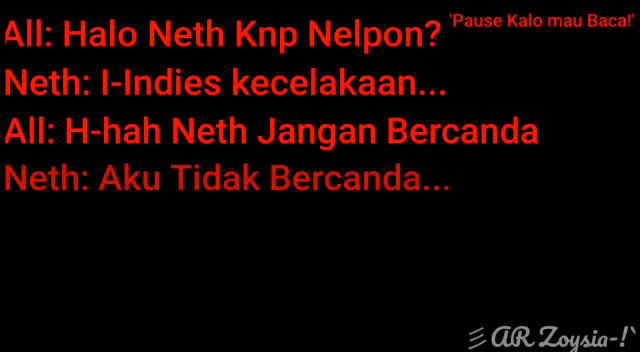 All: Halo Neth Knp Nelpon?
'Pause Kalo mau Baca!'
Neth: I-Indies kecelakaan...
All: H-hah Neth Jangan Bercanda
Neth: Aku Tidak Bercanda...
彡 AR Zoysia-!`